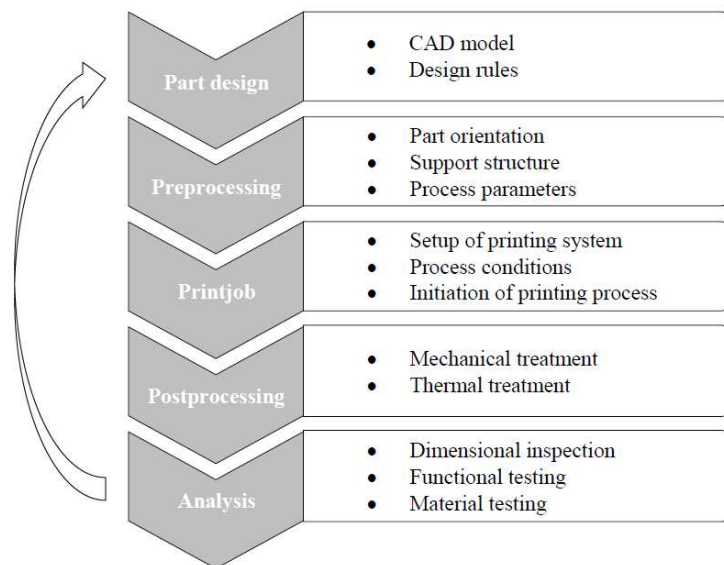 Part design
• CAD model
• Design rules
Preprocessing
• Part orientation
• Support structure
• Process parameters
Printjob
• Setup of printing system
• Process conditions
• Initiation of printing process
Postprocessing
• Mechanical treatment
• Thermal treatment
Analysis
• Dimensional inspection
• Functional testing
• Material testing